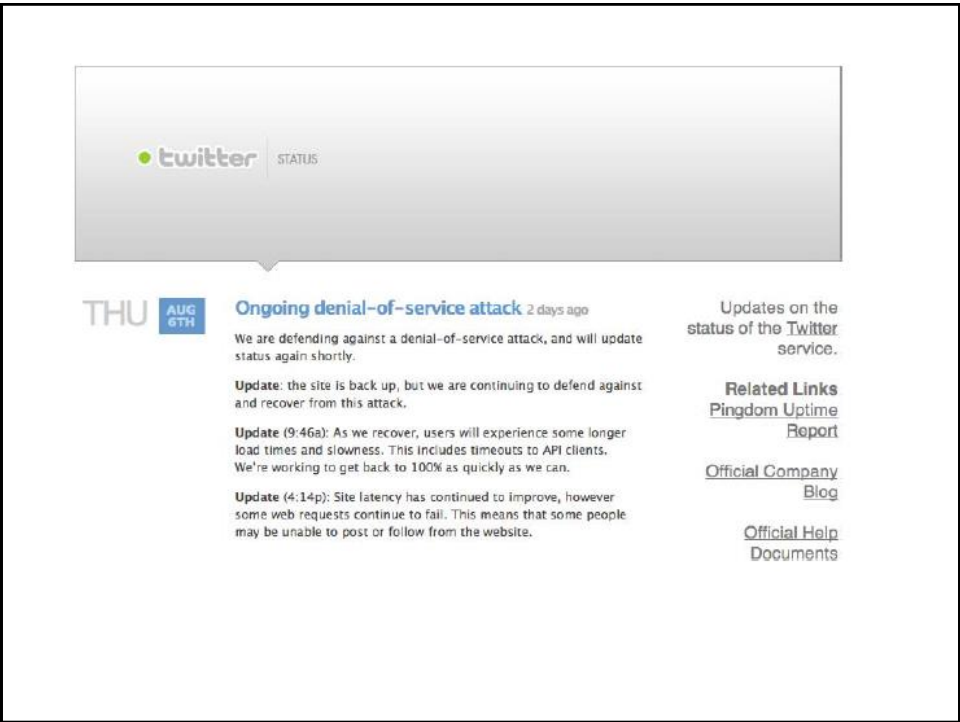 twitter STATUS
THU AUG
6TH
Ongoing denial-of-service attack 2 days ago
We are defending against a denial-of-service attack, and will update
status again shortly.
Update: the site is back up, but we are continuing to defend against
and recover from this attack.
Update (9:46a): As we recover, users will experience some longer
load times and slowness. This includes timeouts to API clients.
We're working to get back to 100% as quickly as we can.
Update (4:14p): Site latency has continued to improve, however
some web requests continue to fail. This means that some people
may be unable to post or follow from the website.
Updates on the
status of the Twitter
service.
Related Links
Pingdom Uptime
Report
Official Company
Blog
Official Help
Documents